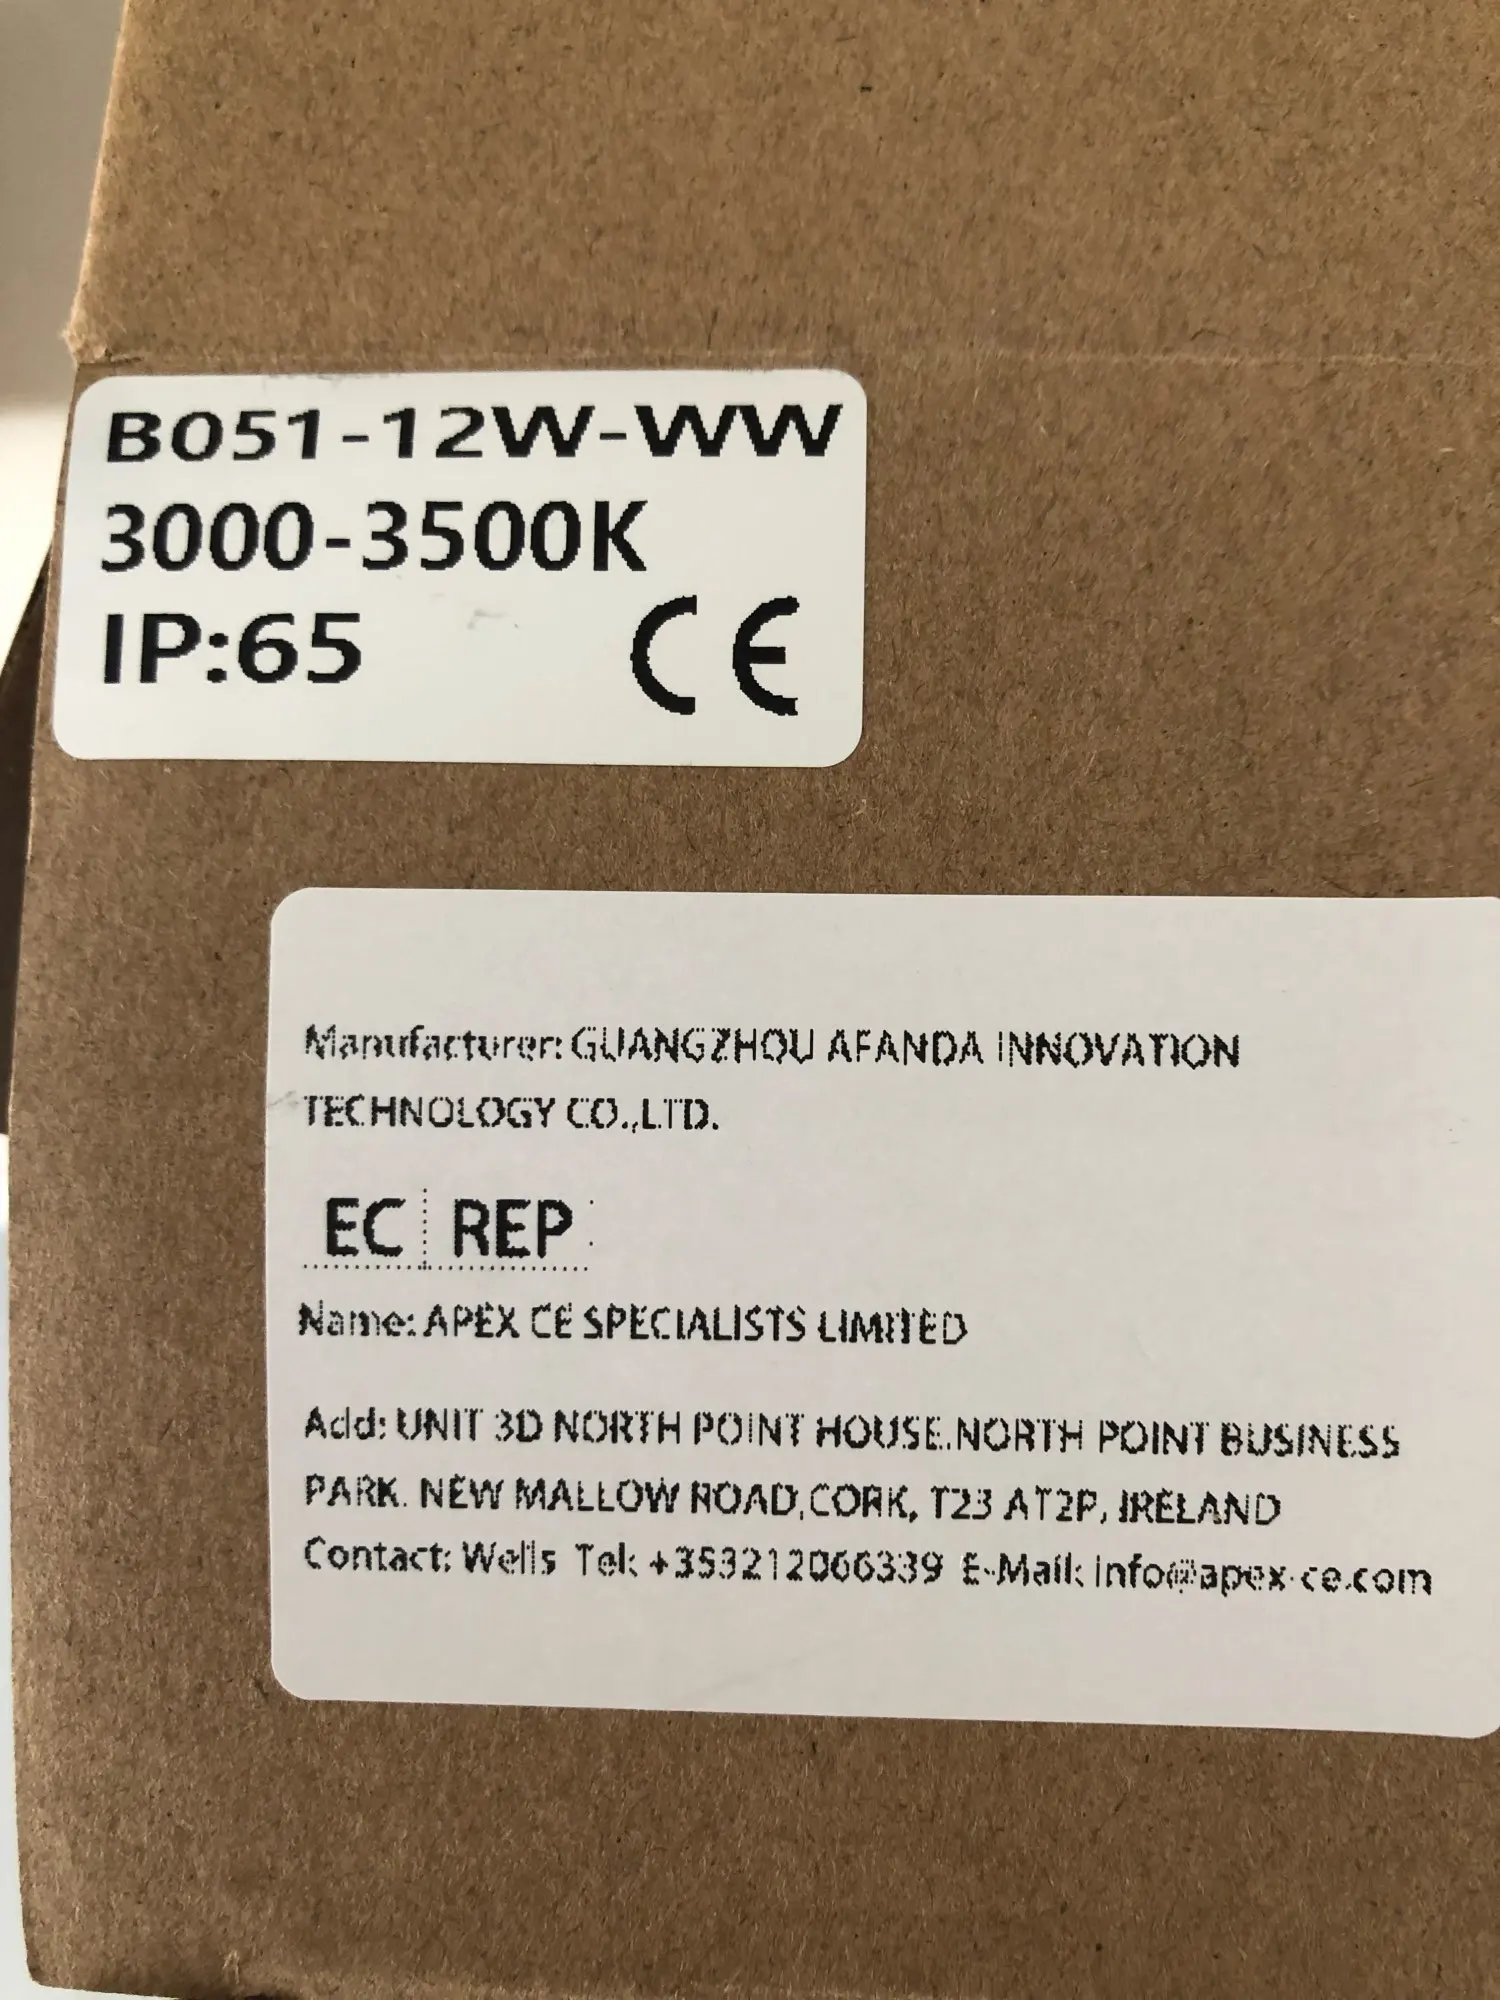 B051-12W-WW
3000-3500K
IP:65 CE
Manufacturer: GUANGZHOU AFANDA INNOVATION
TECHNOLOGY CO.,LTD.
EC REP
Name: APEX CE SPECIALISTS LIMITED
Add: UNIT 3D NORTH POINT HOUSE.NORTH POINT BUSINESS
PARK. NEW MALLOW ROAD,CORK, T23 AT2P, IRELAND
Contact: Wells Tel: +353212066339 E-Mail: info@apex-ce.com